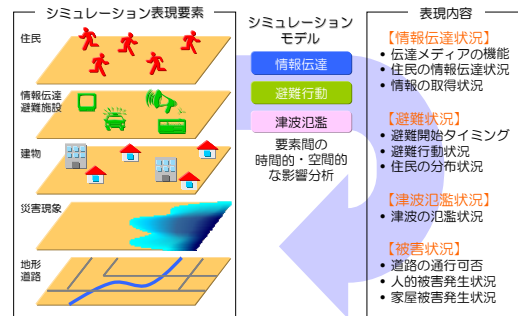 シミュレーション表現要素
住民
情報伝達
避難施設
建物
災害現象
地形
道路
シミュレーション
モデル
情報伝達
避難行動
津波氾濫
要素間の
時間的・空間的
な影響分析
表現内容
【情報伝達状況】
• 伝達メディアの機能
• 住民の情報伝達状況
• 情報の取得状況
【避難状況】
• 避難開始タイミング
• 避難行動状況
• 住民の分布状況
【津波氾濫状況】
• 津波の氾濫状況
【被害状況】
• 道路の通行可否
• 人的被害発生状況
• 家屋被害発生状況